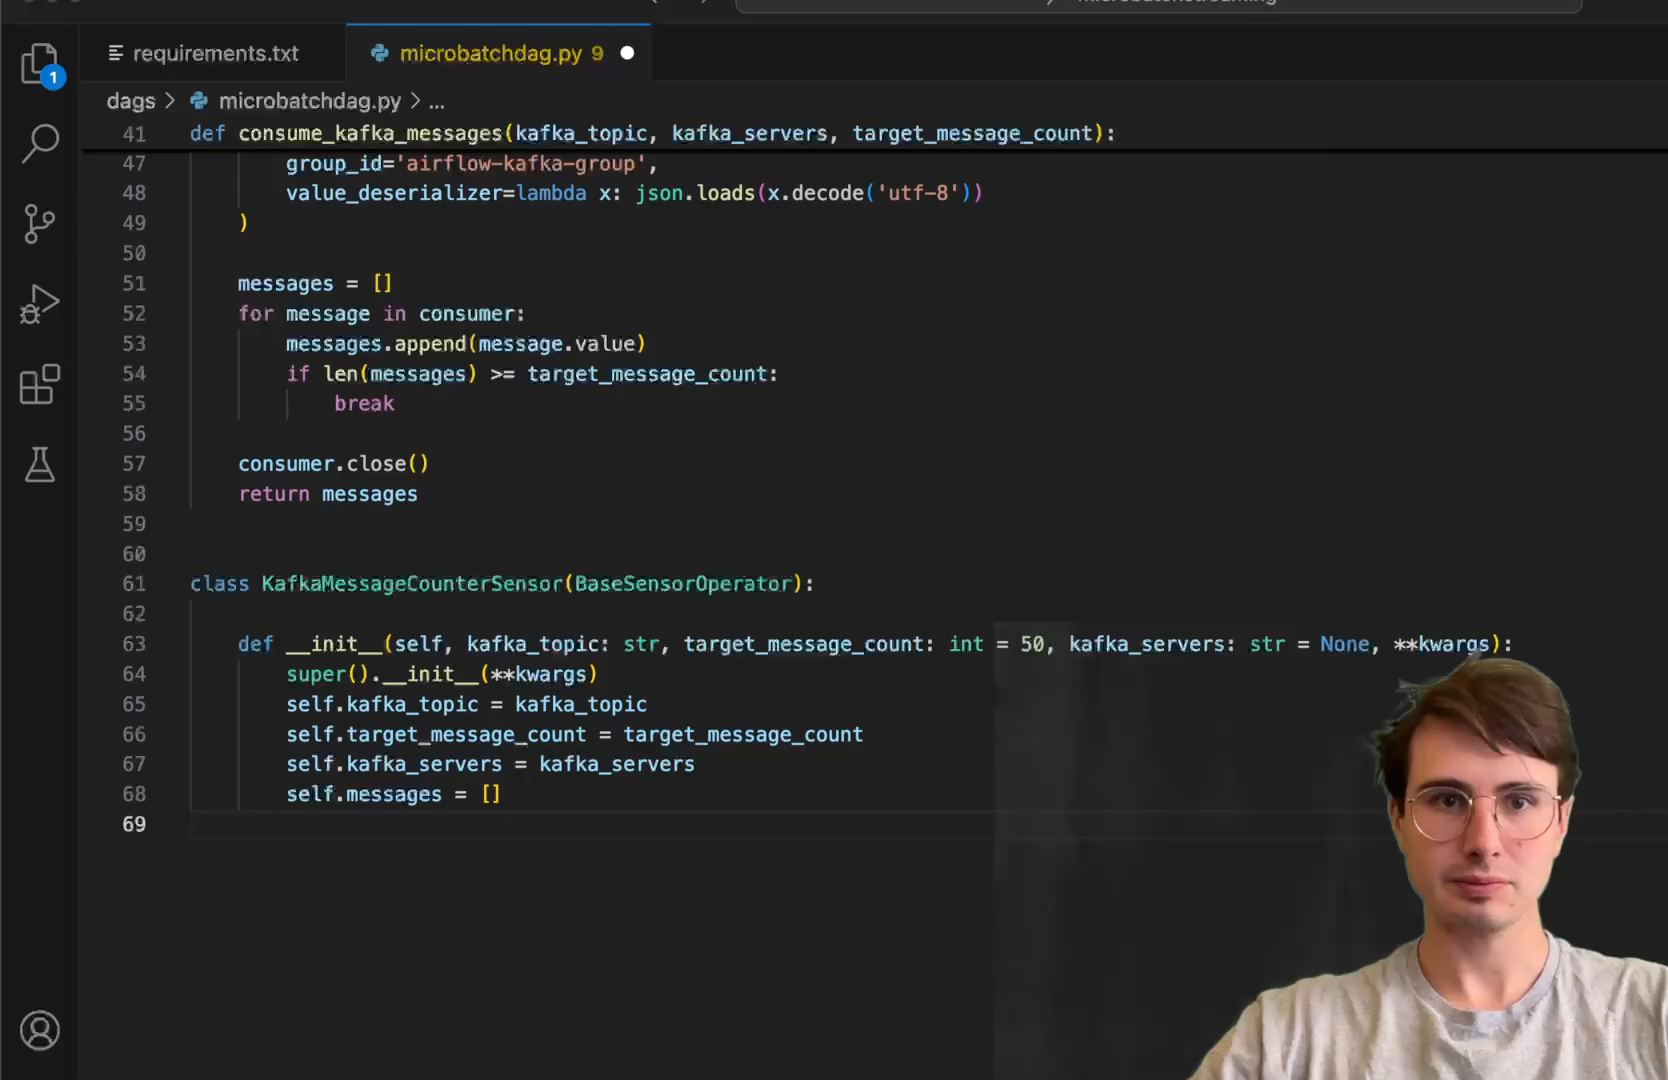 1
requirements.txt
microbatchdag.py 9
dags > microbatchdag.py > ...
41 def consume_kafka_messages(kafka_topic, kafka_servers, target_message_count):
47 group_id='airflow-kafka-group',
48 value_deserializer=lambda x: json.loads(x.decode('utf-8'))
49 )
50
51 messages = []
52 for message in consumer:
53 messages.append(message.value)
54 if len(messages) >= target_message_count:
55 break
56
57 consumer.close()
58 return messages
59
60
61 class KafkaMessageCounterSensor(BaseSensorOperator):
62
63 def __init__(self, kafka_topic: str, target_message_count: int = 50, kafka_servers: str = None, **kwargs):
64 super().__init__(**kwargs)
65 self.kafka_topic = kafka_topic
66 self.target_message_count = target_message_count
67 self.kafka_servers = kafka_servers
68 self.messages = []
69